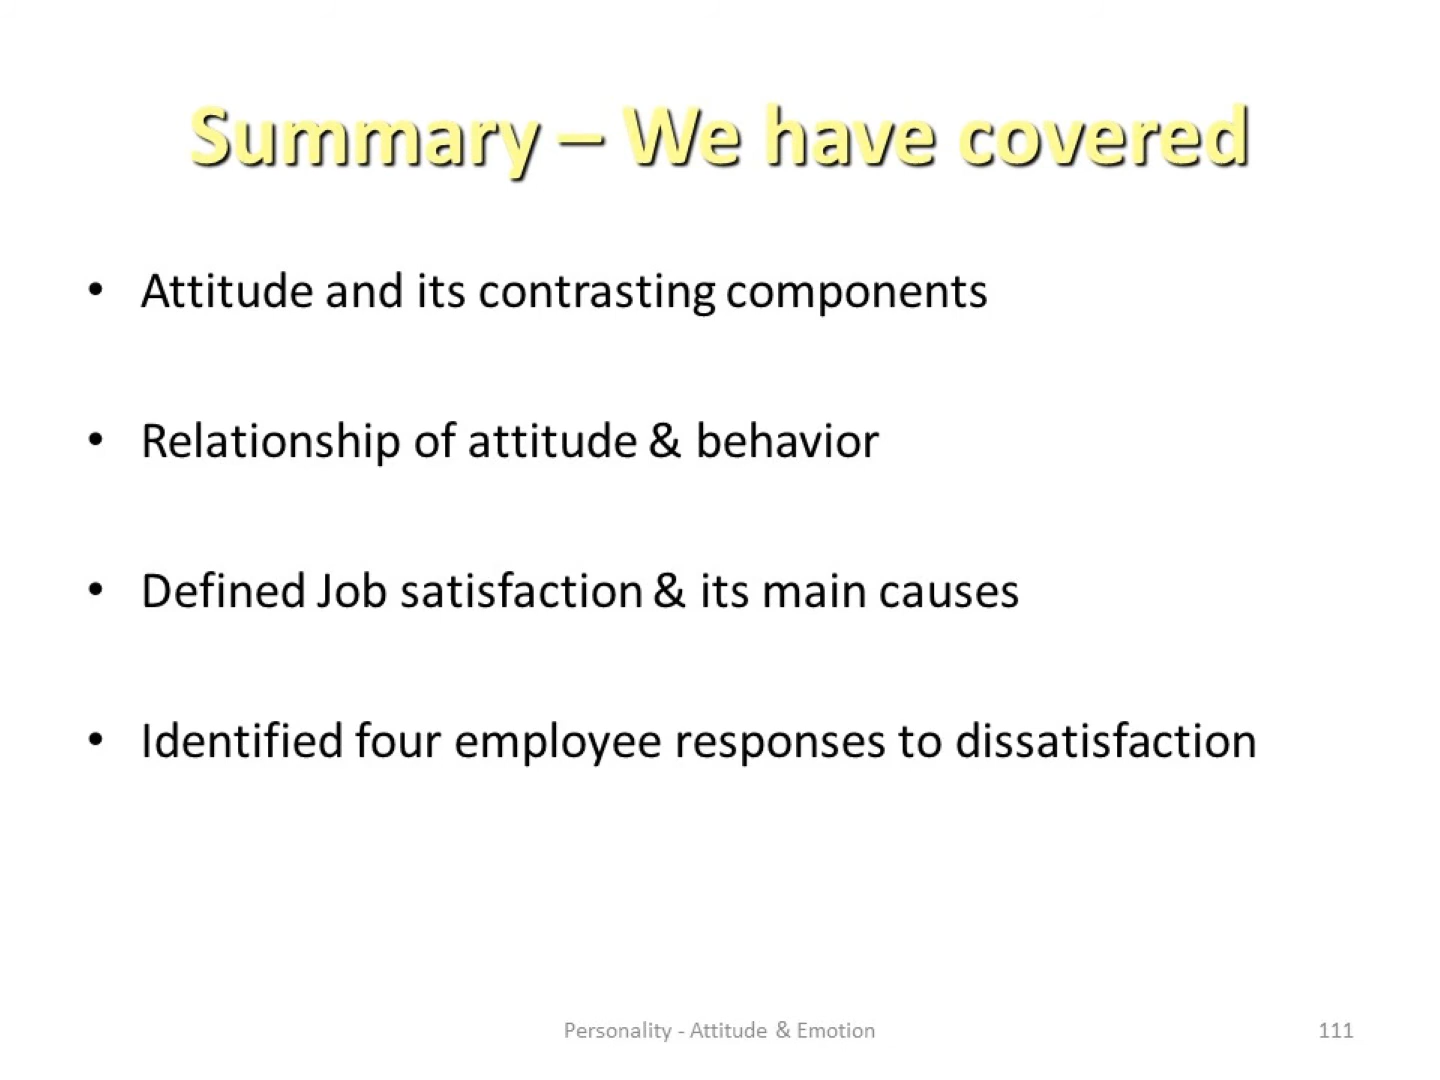 Summary – We have covered
• Attitude and its contrasting components
• Relationship of attitude & behavior
• Defined Job satisfaction & its main causes
• Identified four employee responses to dissatisfaction
Personality - Attitude & Emotion
111